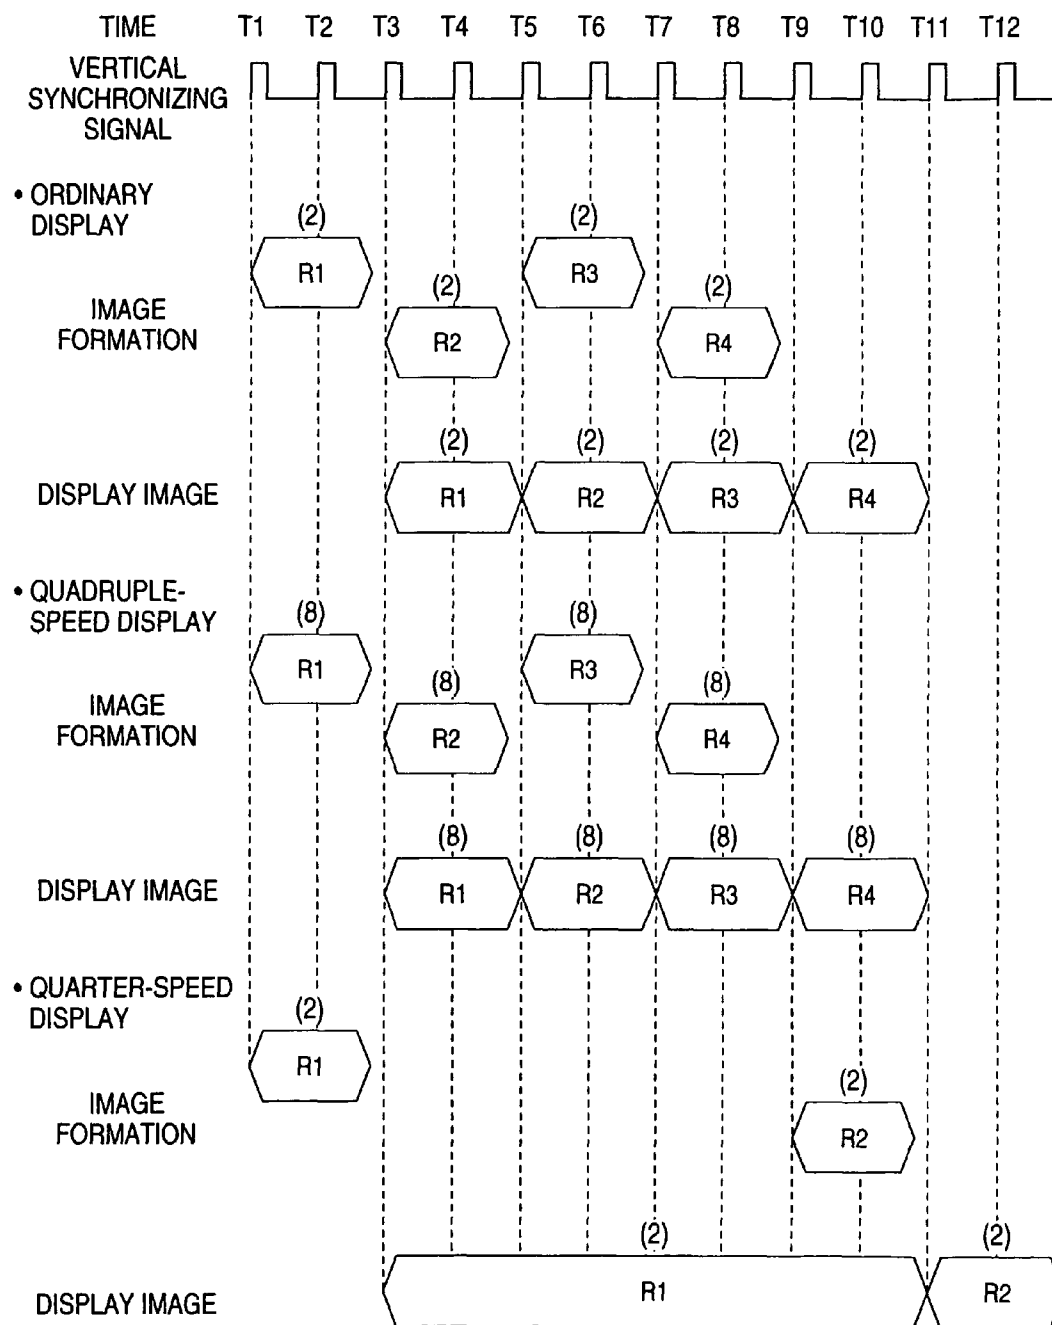 TIME T1 T2 T3 T4 T5 T6 T7 T8 T9 T10 T11 T12
VERTICAL
SYNCHRONIZING
SIGNAL
• ORDINARY
DISPLAY
(2) (2)
R1 R3
IMAGE
FORMATION
(2) (2)
R2 R4
(2) (2) (2) (2)
DISPLAY IMAGE R1 R2 R3 R4
• QUADRUPLE-
SPEED DISPLAY
(8) (8)
R1 R3
IMAGE
FORMATION
(8) (8)
R2 R4
(8) (8) (8) (8)
DISPLAY IMAGE R1 R2 R3 R4
• QUARTER-SPEED
DISPLAY
(2)
R1
IMAGE
FORMATION
(2)
R2
(2) (2)
DISPLAY IMAGE R1 R2